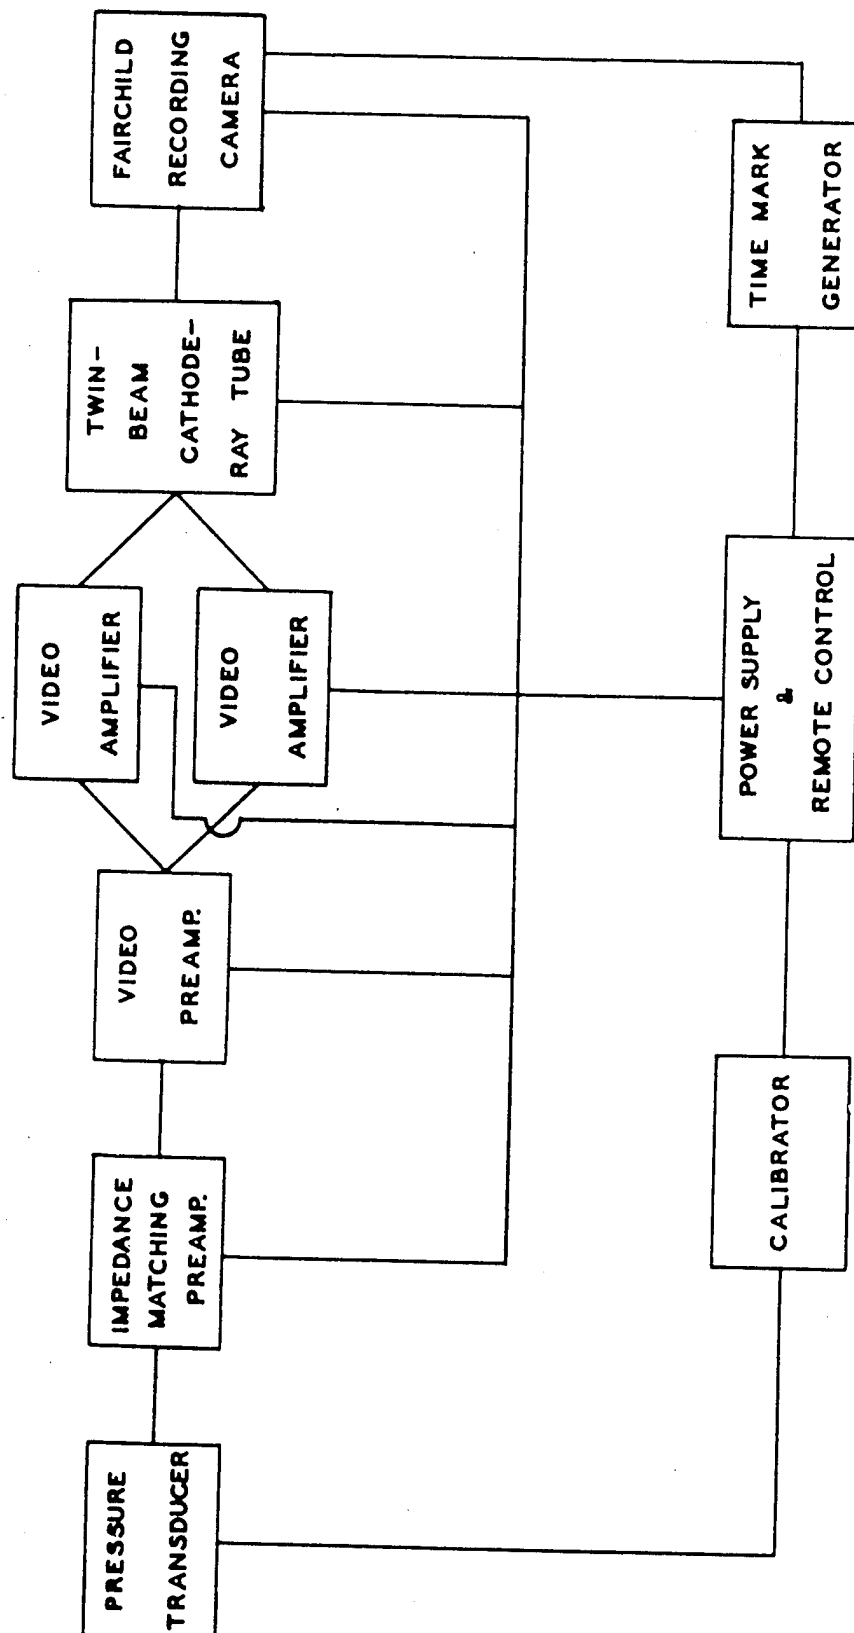 PRESSURE
TRANSDUCER
IMPEDANCE
MATCHING
PREAMP.
VIDEO
PREAMP.
VIDEO
AMPLIFIER
VIDEO
AMPLIFIER
TWIN-
BEAM
CATHODE-
RAY TUBE
FAIRCHILD
RECORDING
CAMERA
CALIBRATOR
POWER SUPPLY
&
REMOTE CONTROL
TIME MARK
GENERATOR